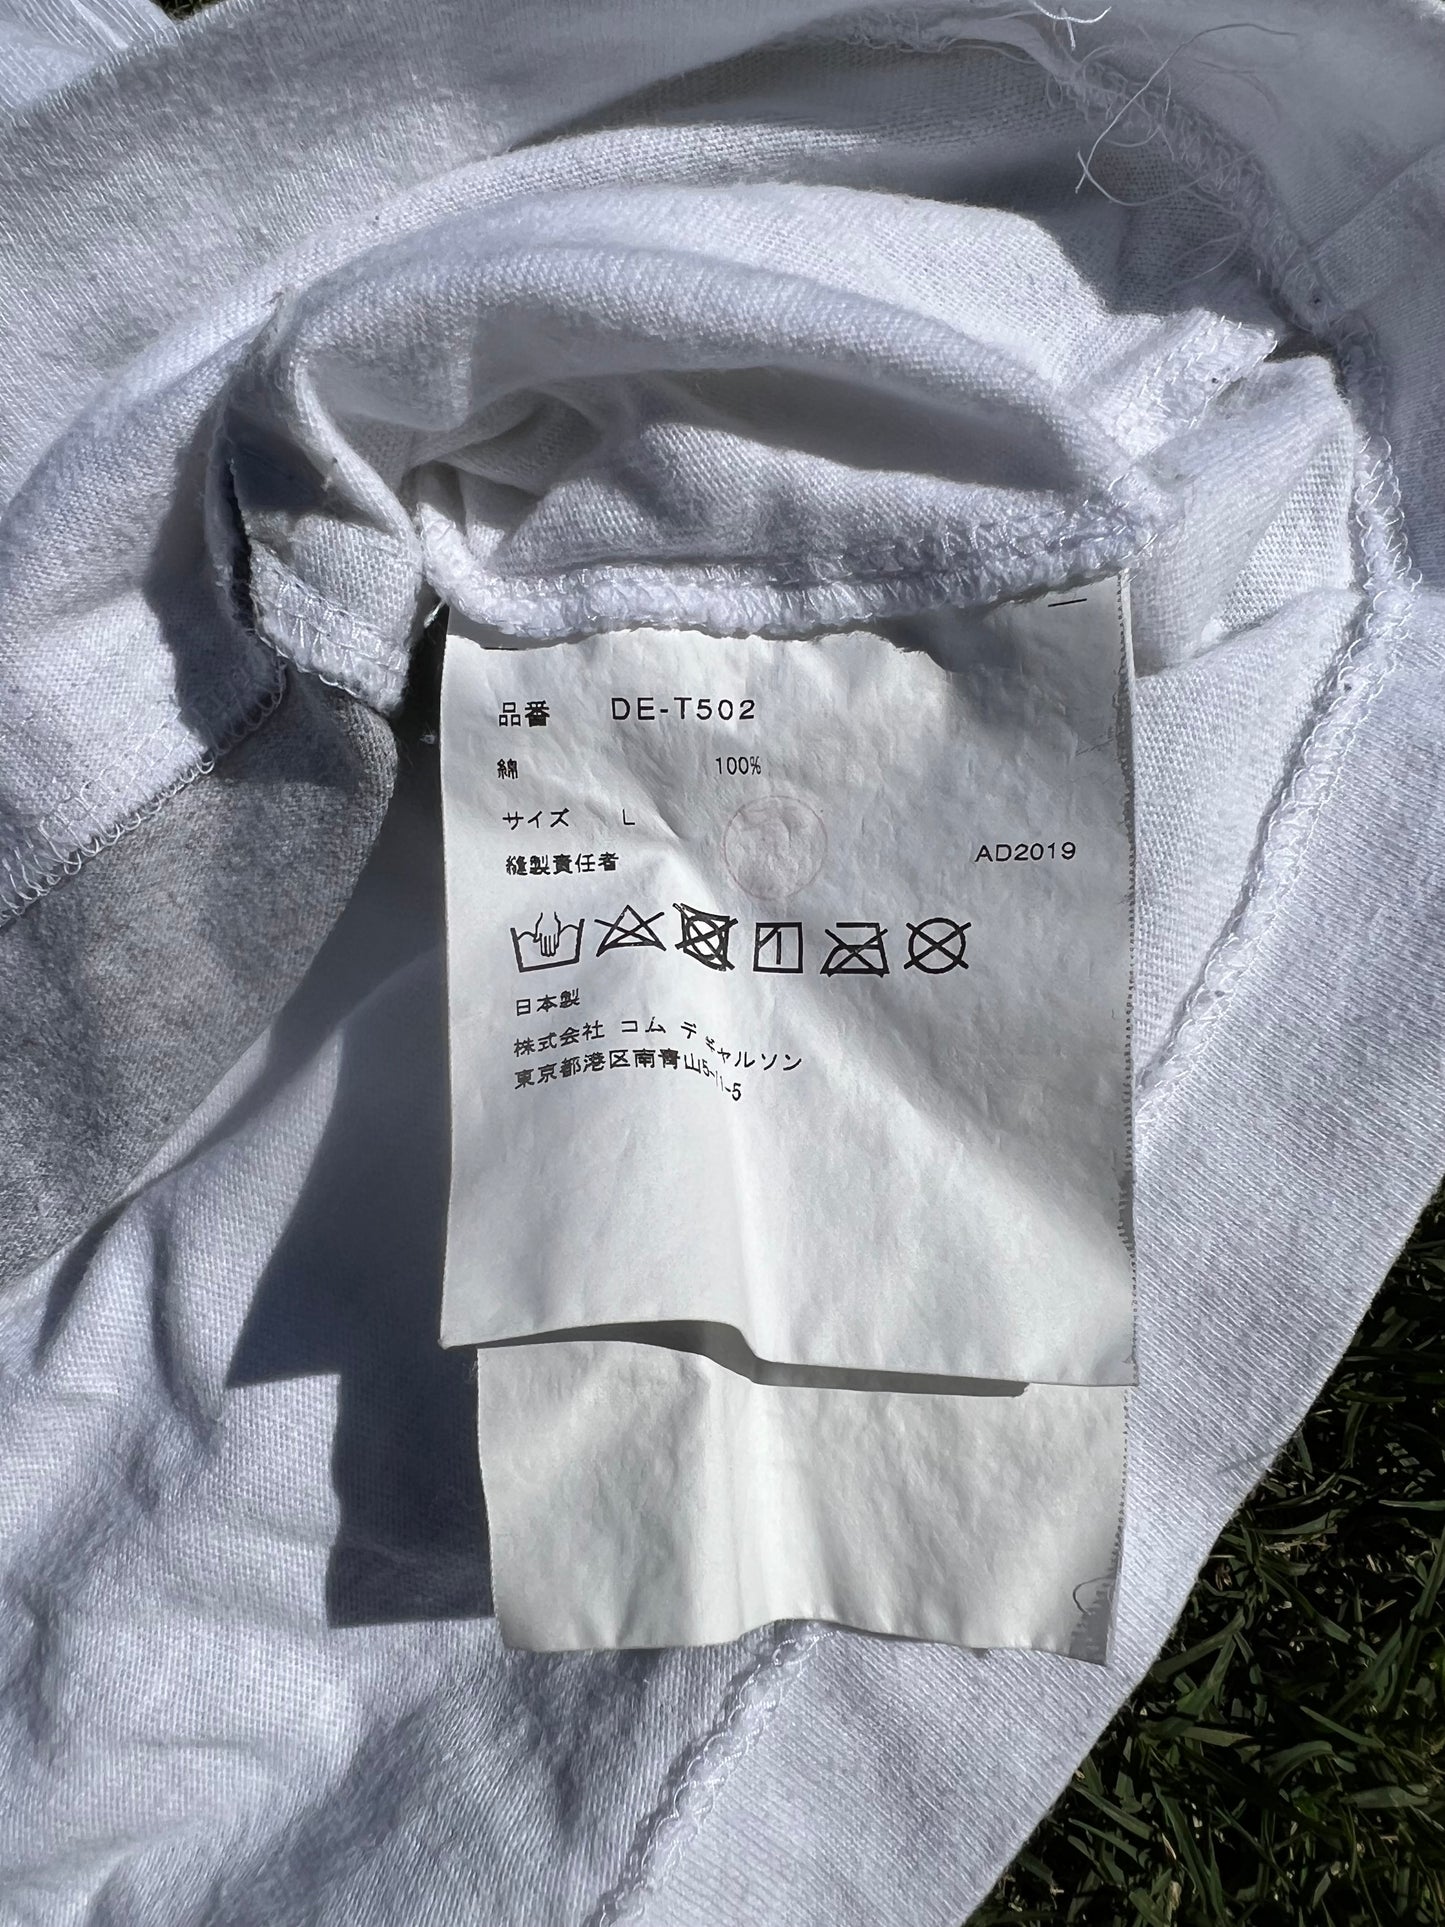 品番 DE-T502
綿 100%
サイズ L
縫製責任者
AD2019
日本製
株式会社 コム デ ギャルソン
東京都港区南青山5-11-5